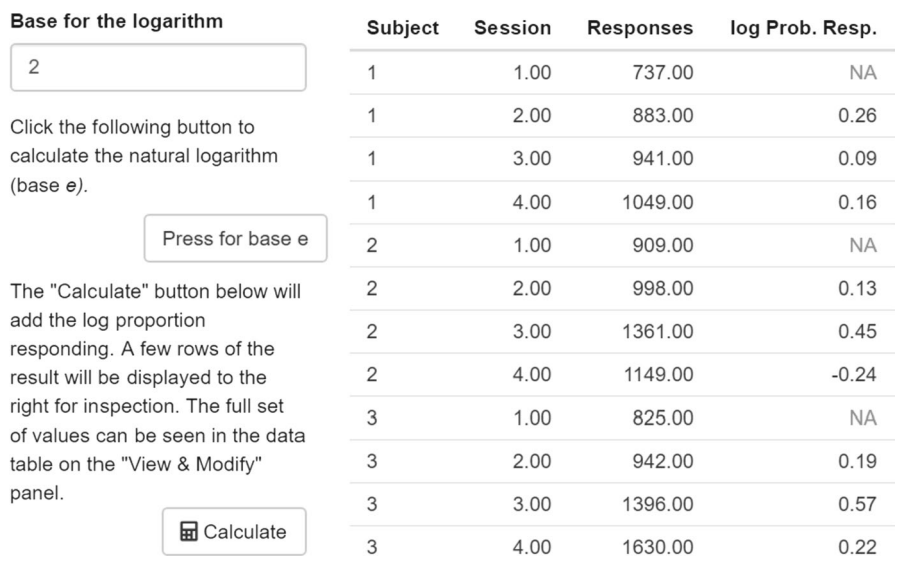 Base for the logarithm
2
Click the following button to
calculate the natural logarithm
(base e).
Press for base e
The "Calculate" button below will
add the log proportion
responding. A few rows of the
result will be displayed to the
right for inspection. The full set
of values can be seen in the data
table on the "View & Modify"
panel.
Calculate
Subject Session Responses log Prob. Resp.
1 1.00 737.00 NA
1 2.00 883.00 0.26
1 3.00 941.00 0.09
1 4.00 1049.00 0.16
2 1.00 909.00 NA
2 2.00 998.00 0.13
2 3.00 1361.00 0.45
2 4.00 1149.00 -0.24
3 1.00 825.00 NA
3 2.00 942.00 0.19
3 3.00 1396.00 0.57
3 4.00 1630.00 0.22